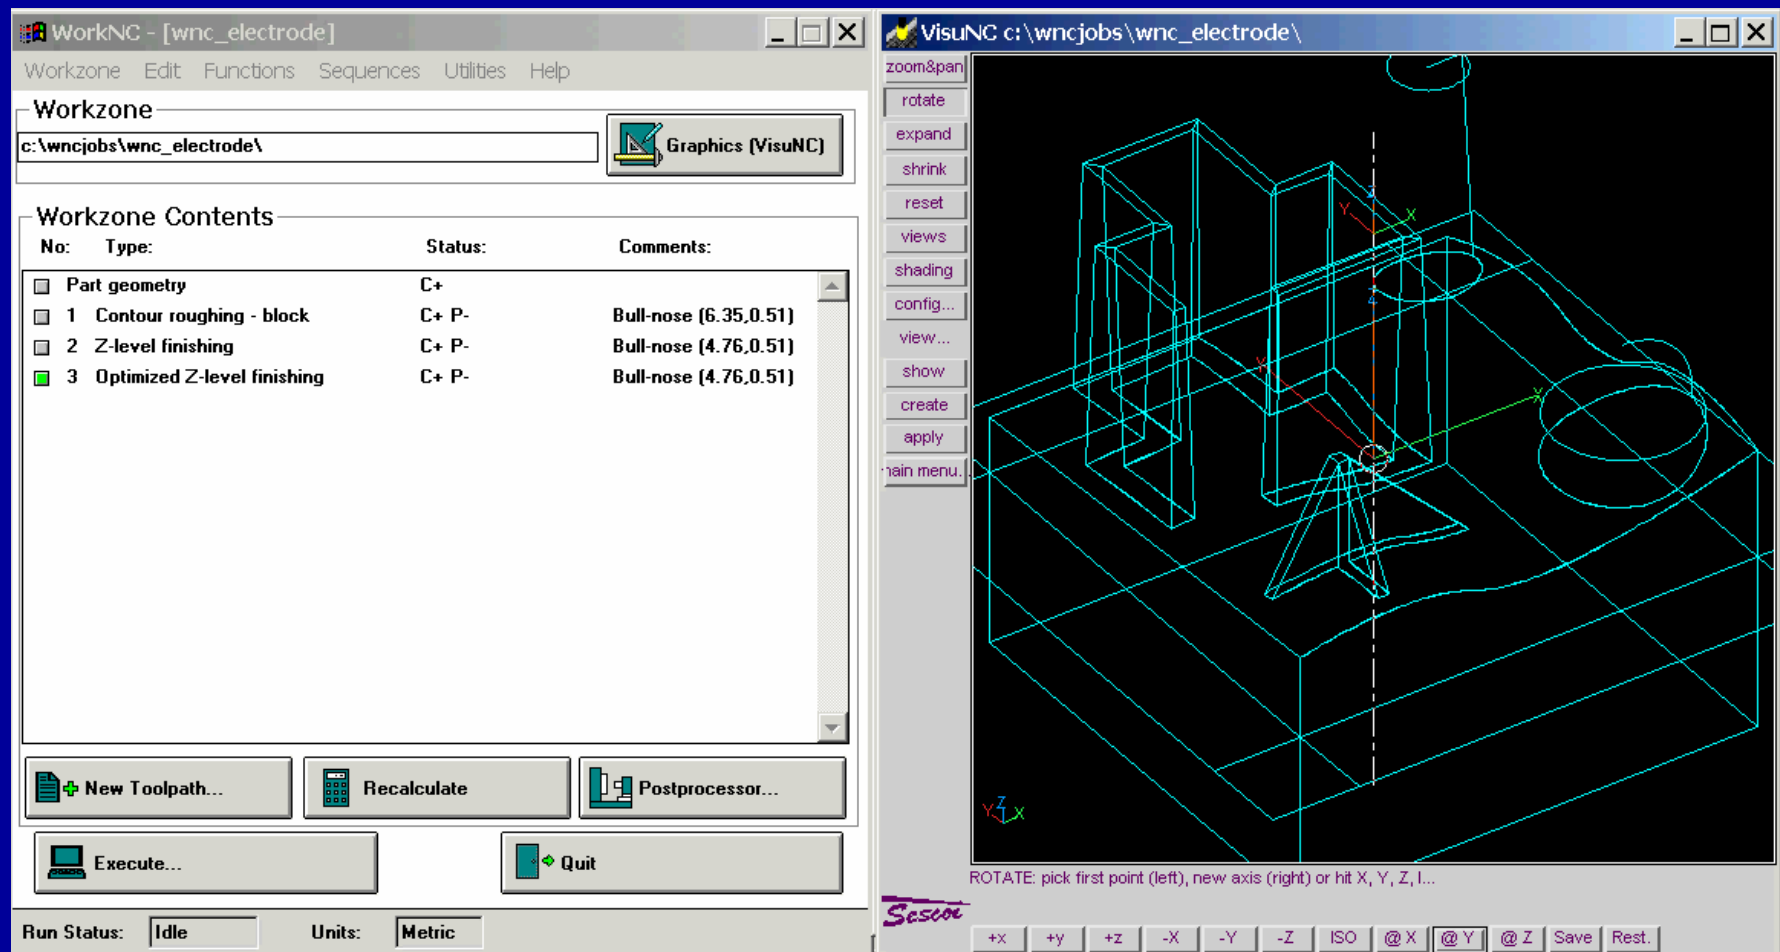 WorkNC - [wnc_electrode]
Workzone Edit Functions Sequences Utilities Help
Workzone
c:\wncjobs\wnc_electrode\
Graphics (VisuNC)
Workzone Contents
No: Type: Status: Comments:
Part geometry C+
1 Contour roughing - block C+ P- Bull-nose (6.35,0.51)
2 Z-level finishing C+ P- Bull-nose (4.76,0.51)
3 Optimized Z-level finishing C+ P- Bull-nose (4.76,0.51)
New Toolpath...
Recalculate
Postprocessor...
Execute...
Quit
Run Status: Idle Units: Metric
VisuNC c:\wncjobs\wnc_electrode\
zoom&pan
rotate
expand
shrink
reset
views
shading
config...
view...
show
create
apply
main menu..
Z
Y X
Z
Y
X
Z
Y X
ROTATE: pick first point (left), new axis (right) or hit X, Y, Z, I...
Sescoi
+x +y +z -X -Y -Z ISO @ X @ Y @ Z Save Rest.